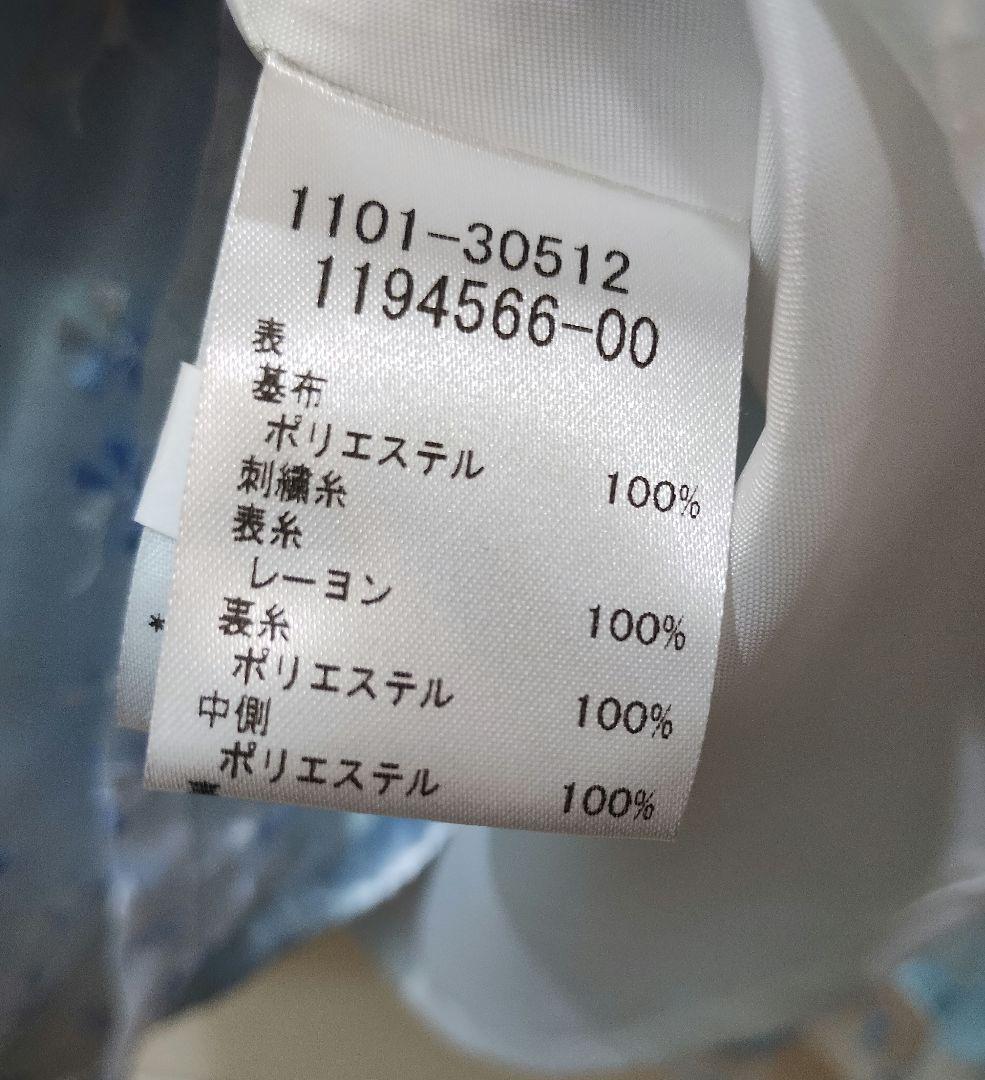 1101-30512
1194566-00
表
基布
ポリエステル 100%
刺繍糸
表糸
レーヨン 100%
裏糸
ポリエステル 100%
中側
ポリエステル 100%
*